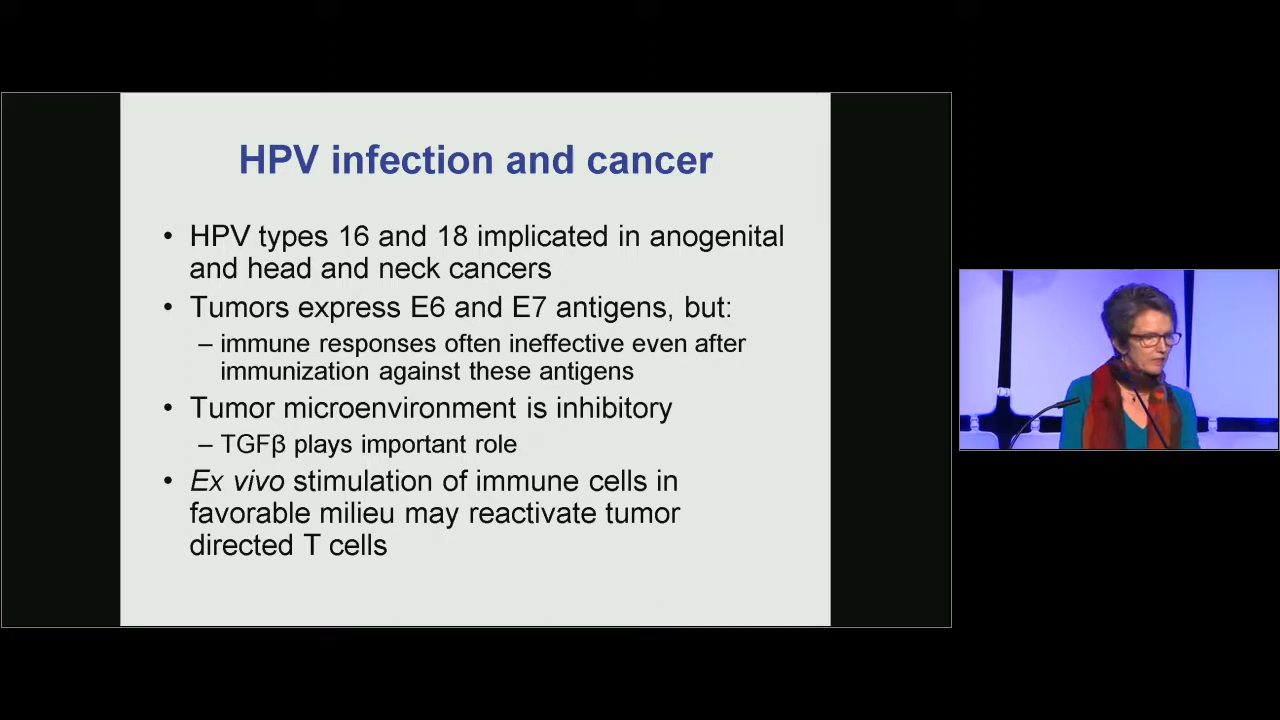 HPV infection and cancer
• HPV types 16 and 18 implicated in anogenital
and head and neck cancers
• Tumors express E6 and E7 antigens, but:
– immune responses often ineffective even after
immunization against these antigens
• Tumor microenvironment is inhibitory
– TGFβ plays important role
• Ex vivo stimulation of immune cells in
favorable milieu may reactivate tumor
directed T cells